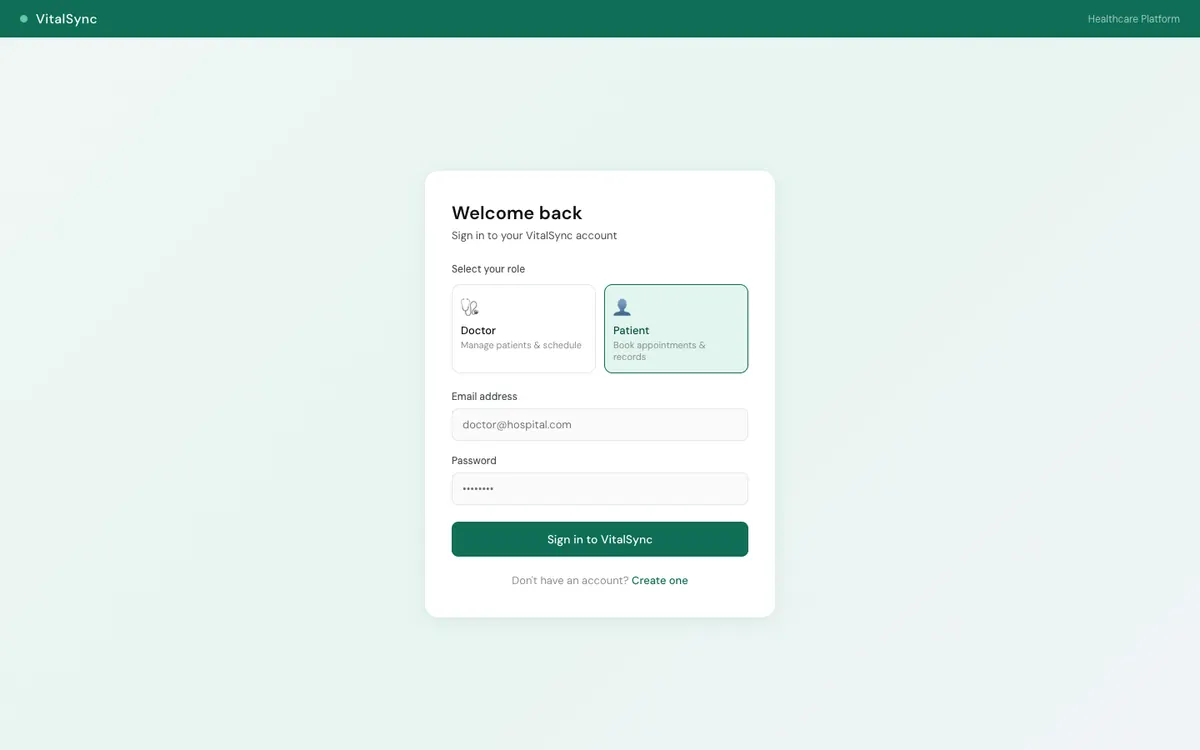 VitalSync
Healthcare Platform
Welcome back
Sign in to your VitalSync account
Select your role
Doctor
Manage patients & schedule
Patient
Book appointments &
records
Email address
doctor@hospital.com
Password
••••••••
Sign in to VitalSync
Don't have an account? Create one